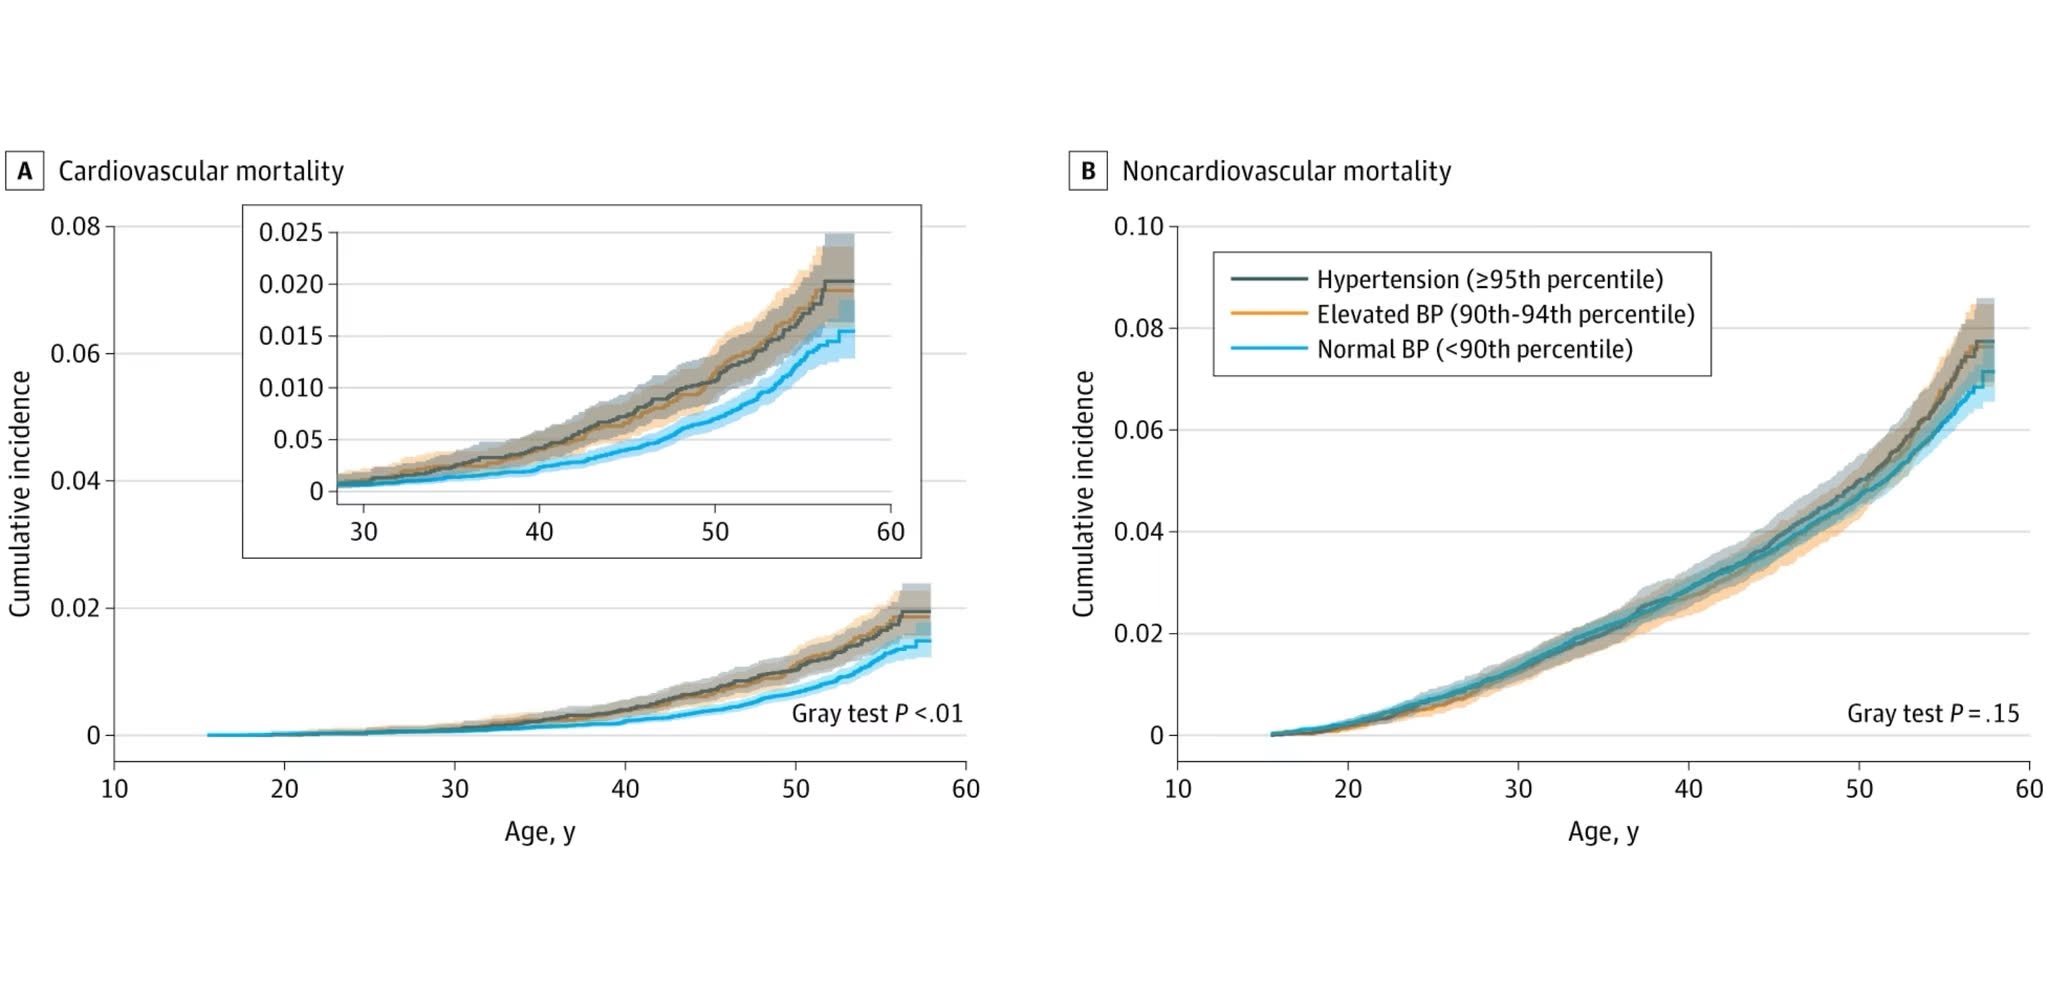 A Cardiovascular mortality
0.08
0.06
0.04
0.02
0
Cumulative incidence
0.025
0.020
0.015
0.010
0.05
0
30 40 50 60
Gray test P <.01
10 20 30 40 50 60
Age, y
B Noncardiovascular mortality
0.10
0.08
0.06
0.04
0.02
0
Cumulative incidence
Hypertension (≥95th percentile)
Elevated BP (90th-94th percentile)
Normal BP (<90th percentile)
Gray test P = .15
10 20 30 40 50 60
Age, y